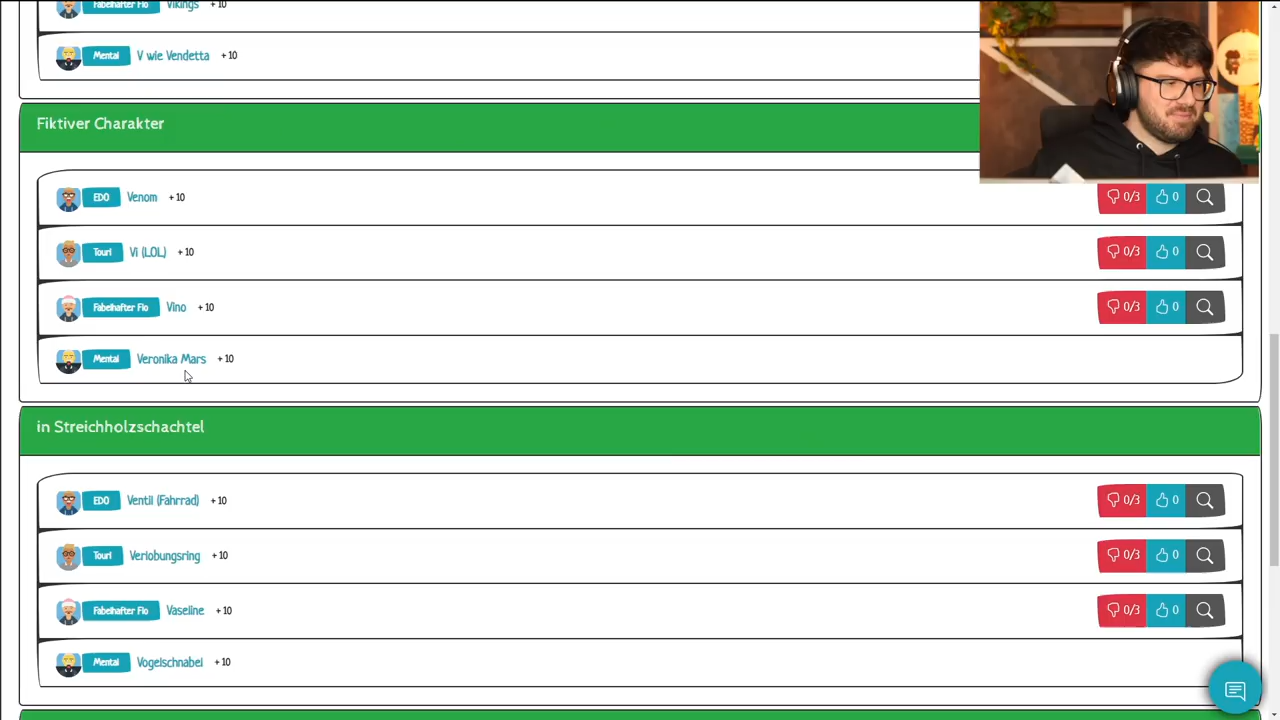 Fabelhafter Flo Vikings +10
Mental V wie Vendetta +10
Fiktiver Charakter
EDO Venom +10 0/3 0
Tourl Vi (LOL) +10 0/3 0
Fabelhafter Flo Vino +10 0/3 0
Mental Veronika Mars +10
in Streichholzschachtel
EDO Ventil (Fahrrad) +10 0/3 0
Tourl Verlobungsring +10 0/3 0
Fabelhafter Flo Vaseline +10 0/3 0
Mental Vogelschnabel +10